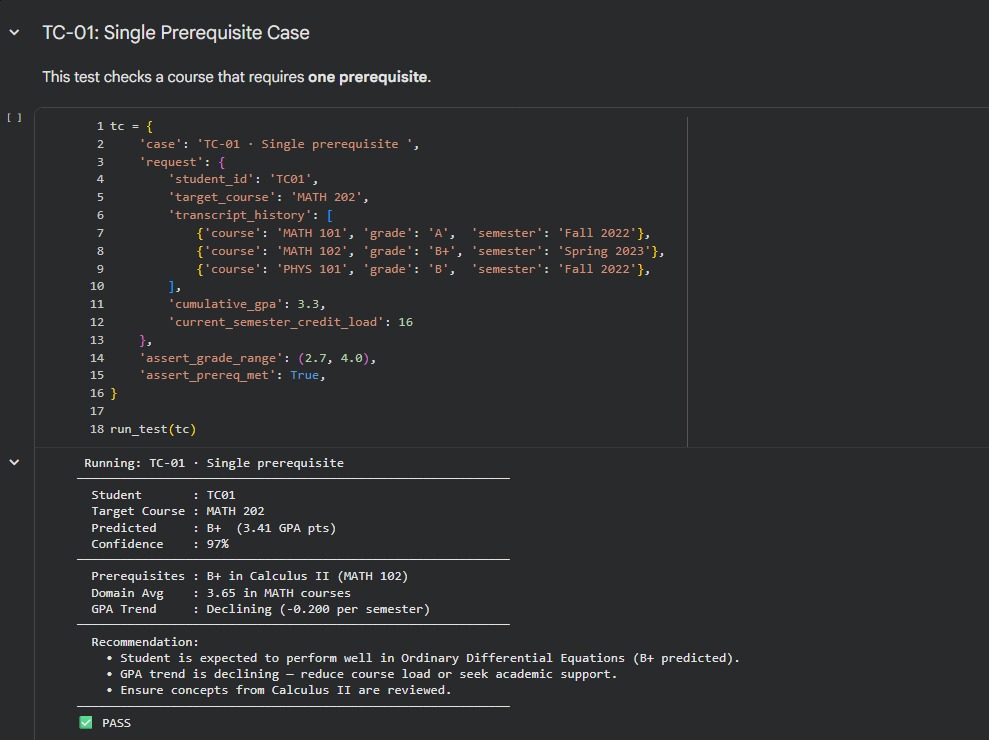 TC-01: Single Prerequisite Case
This test checks a course that requires one prerequisite.
[ ]
1 tc = {
2     'case': 'TC-01 · Single prerequisite ',
3     'request': {
4         'student_id': 'TC01',
5         'target_course': 'MATH 202',
6         'transcript_history': [
7             {'course': 'MATH 101', 'grade': 'A',  'semester': 'Fall 2022'},
8             {'course': 'MATH 102', 'grade': 'B+', 'semester': 'Spring 2023'},
9             {'course': 'PHYS 101', 'grade': 'B',  'semester': 'Fall 2022'},
10         ],
11         'cumulative_gpa': 3.3,
12         'current_semester_credit_load': 16
13     },
14     'assert_grade_range': (2.7, 4.0),
15     'assert_prereq_met': True,
16 }
17
18 run_test(tc)
Running: TC-01 · Single prerequisite
Student       : TC01
Target Course : MATH 202
Predicted     : B+  (3.41 GPA pts)
Confidence    : 97%
Prerequisites : B+ in Calculus II (MATH 102)
Domain Avg    : 3.65 in MATH courses
GPA Trend     : Declining (-0.200 per semester)
Recommendation:
• Student is expected to perform well in Ordinary Differential Equations (B+ predicted).
• GPA trend is declining — reduce course load or seek academic support.
• Ensure concepts from Calculus II are reviewed.
✅ PASS